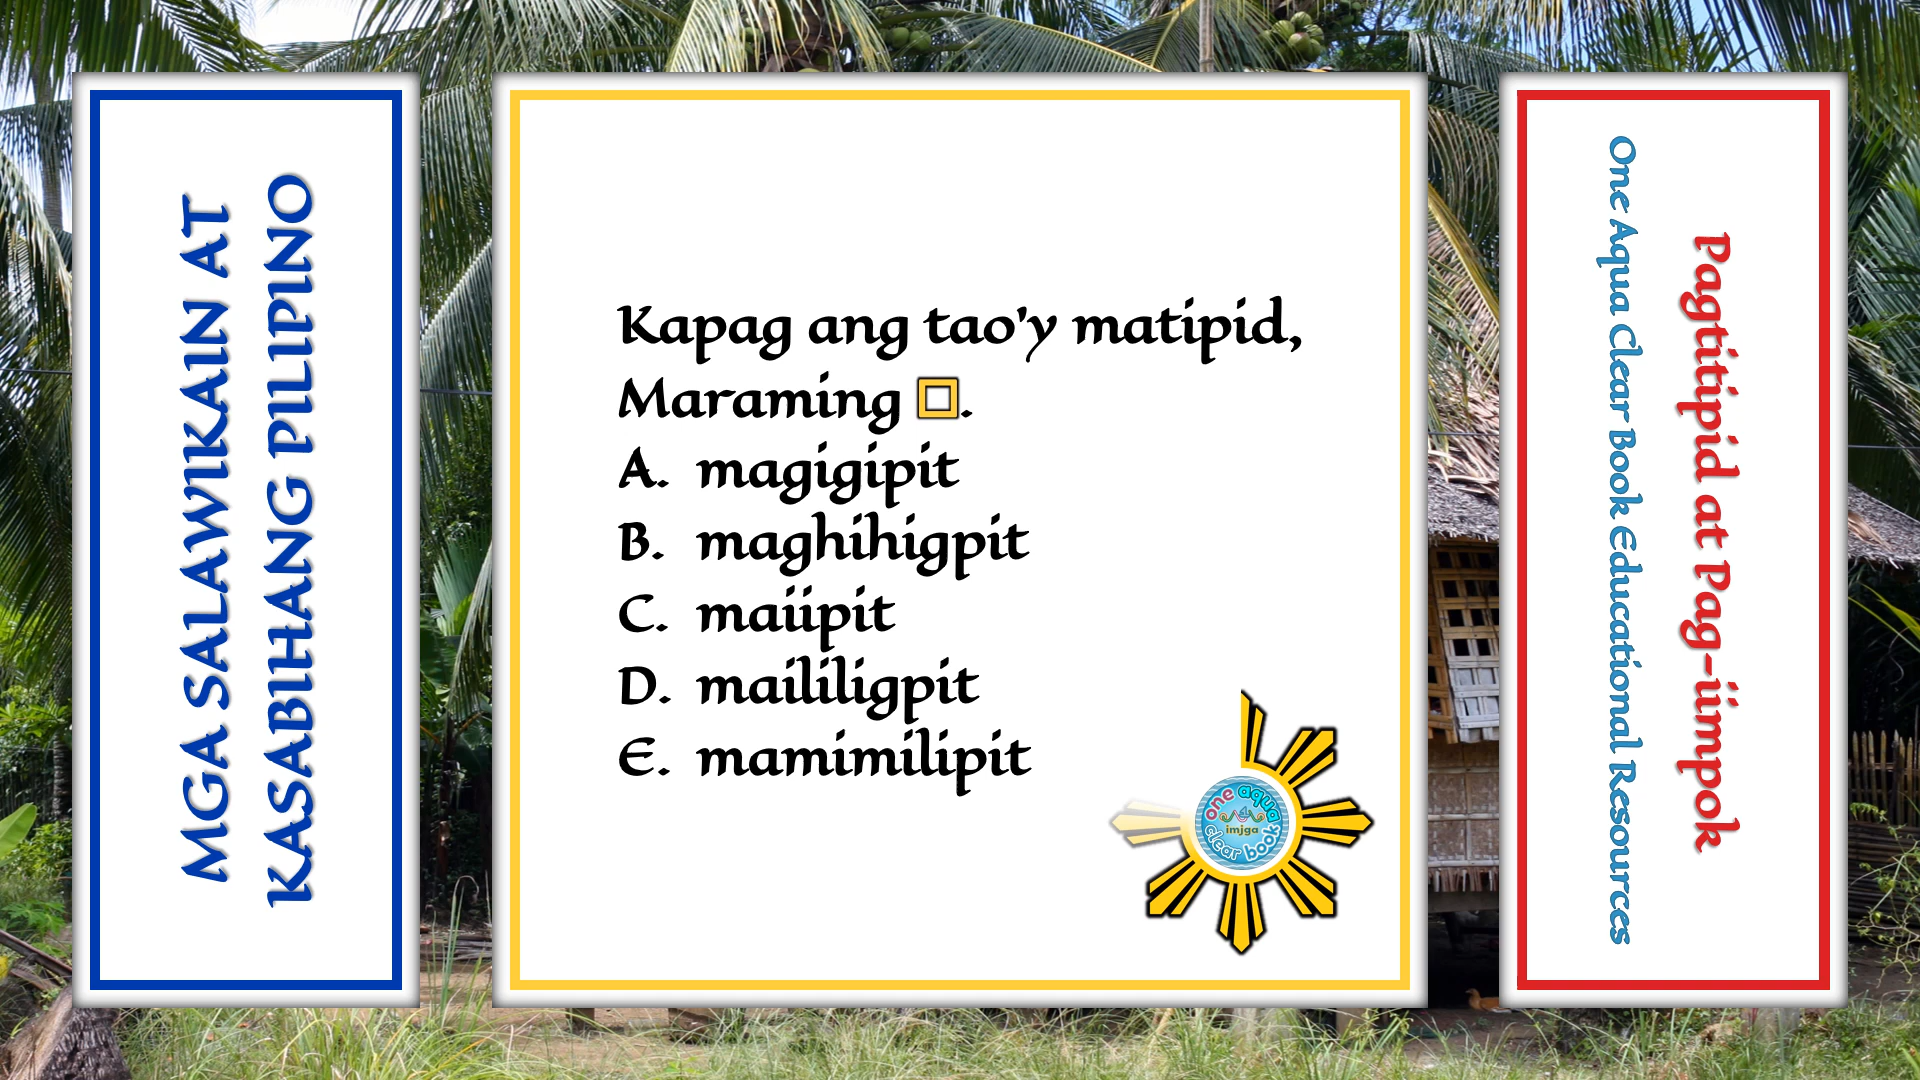 MGA SALAWIKAIN AT
KASABIHANG PILIPINO
Kapag ang tao'y matipid,
Maraming □.
A. magigipit
B. maghihigpit
C. maiipit
D. maililigpit
E. mamimilipit
one aqua
imjga
clear book
Pagtitipid at Pag-iimpok
One Aqua Clear Book Educational Resources